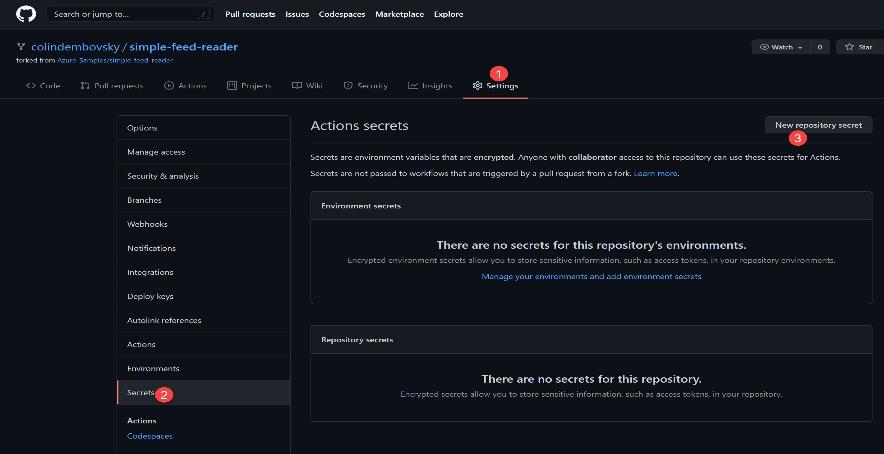 Search or jump to... /
Pull requests Issues Codespaces Marketplace Explore
colindembovsky / simple-feed-reader
Watch 0 Star
forked from Azure-Samples/simple_feed_reader
1
Code Pull requests Actions Projects Wiki Security Insights Settings
Options
Manage access
Security & analysis
Branches
Webhooks
Notifications
Integrations
Deploy keys
Autolink references
Actions
Environments
Secrets 2
Actions
Codespaces
Actions secrets
New repository secret
3
Secrets are environment variables that are encrypted. Anyone with collaborator access to this repository can use these secrets for Actions.
Secrets are not passed to workflows that are triggered by a pull request from a fork. Learn more.
Environment secrets
There are no secrets for this repository's environments.
Encrypted environment secrets allow you to store sensitive information, such as access tokens, in your repository environments.
Manage your environments and add environment secrets
Repository secrets
There are no secrets for this repository.
Encrypted secrets allow you to store sensitive information, such as access tokens, in your repository.